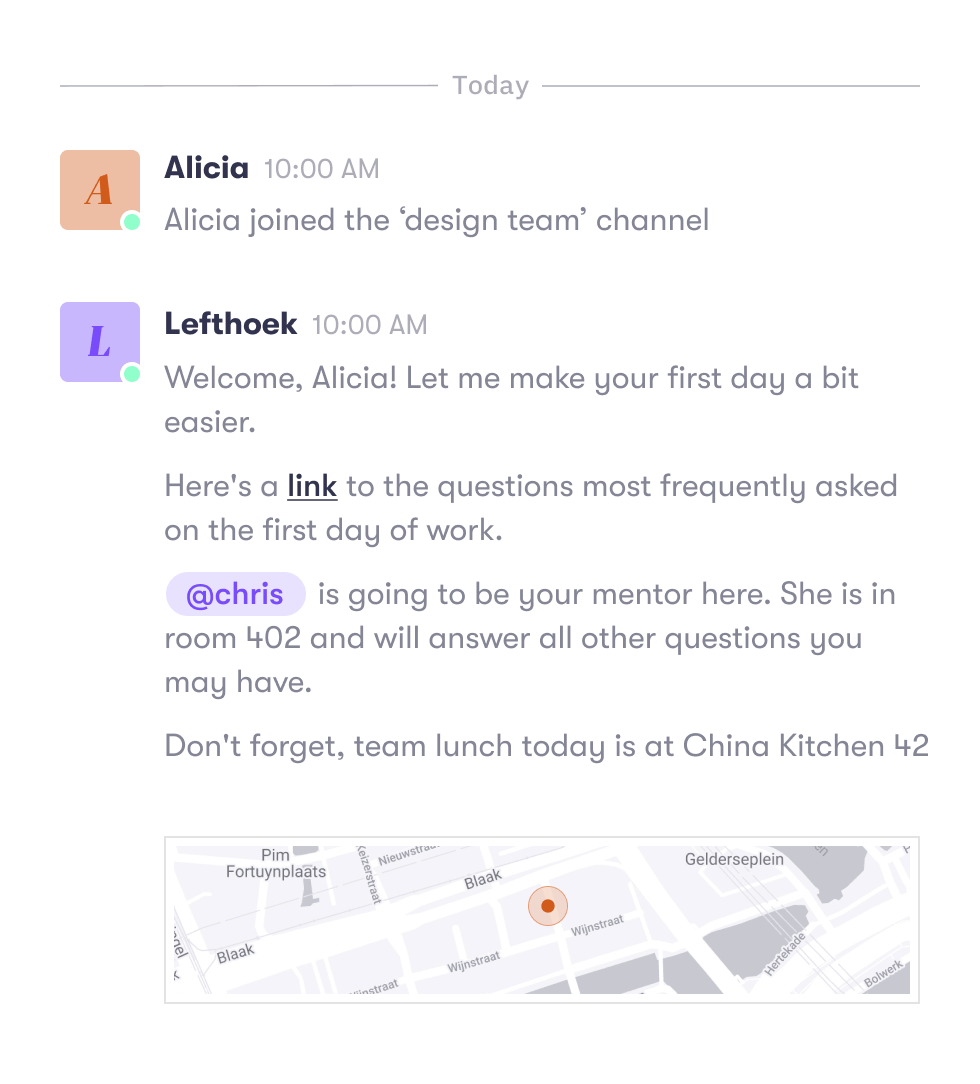 Today
A
Alicia 10:00 AM
Alicia joined the ‘design team’ channel
L
Lefthoek 10:00 AM
Welcome, Alicia! Let me make your first day a bit
easier.
Here's a link to the questions most frequently asked
on the first day of work.
@chris is going to be your mentor here. She is in
room 402 and will answer all other questions you
may have.
Don't forget, team lunch today is at China Kitchen 42
Pim
Fortuynplaats
Keizerstraat
Nieuwstraat
Blaak
Gelderseplein
Blaak
Wijnstraat
Wijnstraat
Wijnstraat
Hertekade
Bolwerk